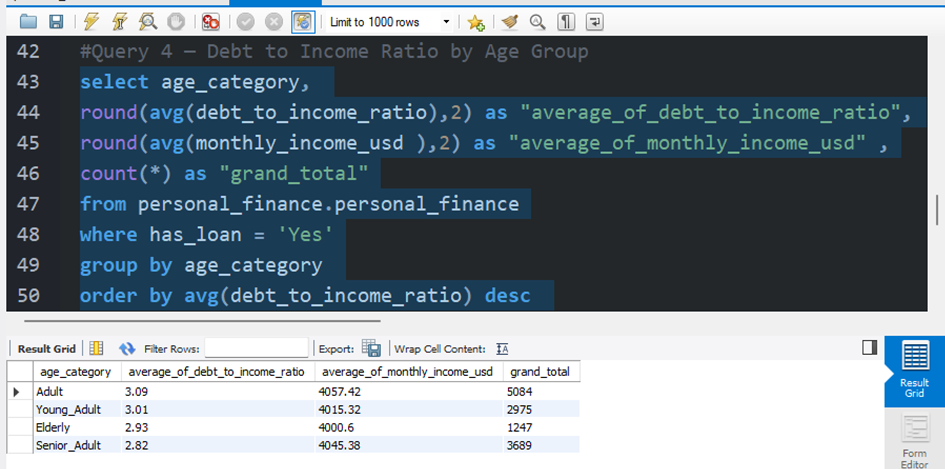 Limit to 1000 rows
42 #Query 4 – Debt to Income Ratio by Age Group
43 select age_category,
44 round(avg(debt_to_income_ratio),2) as "average_of_debt_to_income_ratio",
45 round(avg(monthly_income_usd ),2) as "average_of_monthly_income_usd" ,
46 count(*) as "grand_total"
47 from personal_finance.personal_finance
48 where has_loan = 'Yes'
49 group by age_category
50 order by avg(debt_to_income_ratio) desc
Result Grid Filter Rows: Export: Wrap Cell Content: IA
age_category average_of_debt_to_income_ratio average_of_monthly_income_usd grand_total
Adult 3.09 4057.42 5084
Young_Adult 3.01 4015.32 2975
Elderly 2.93 4000.6 1247
Senior_Adult 2.82 4045.38 3689
Result
Grid
Form
Editor